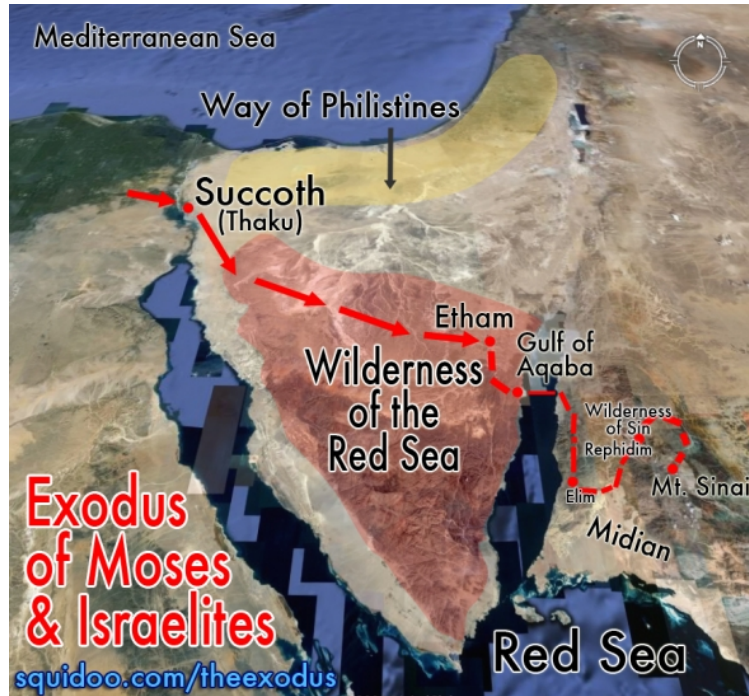 Mediterranean Sea
N
Way of Philistines
Succoth
(Thaku)
Etham
Gulf of
Aqaba
Wilderness
of the
Red Sea
Wilderness
of Sin
Rephidim
Mt. Sinai
Elim
Midian
Exodus
of Moses
& Israelites
Red Sea
squidoo.com/theexodus